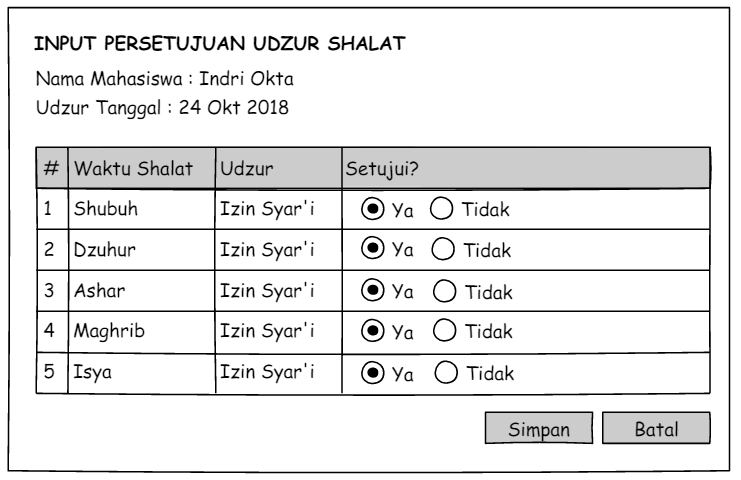 INPUT PERSETUJUAN UDZUR SHALAT
Nama Mahasiswa : Indri Okta
Udzur Tanggal : 24 Okt 2018
# Waktu Shalat Udzur Setujui?
1 Shubuh Izin Syar'i Ya Tidak
2 Dzuhur Izin Syar'i Ya Tidak
3 Ashar Izin Syar'i Ya Tidak
4 Maghrib Izin Syar'i Ya Tidak
5 Isya Izin Syar'i Ya Tidak
Simpan Batal